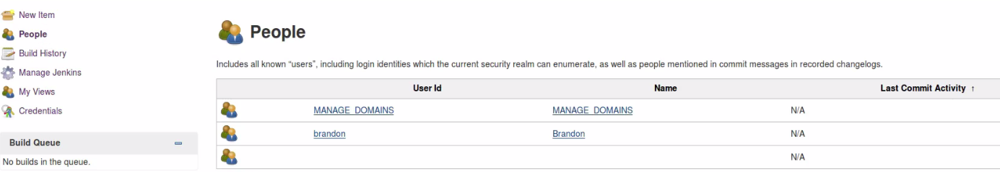 New Item
People
Build History
Manage Jenkins
My Views
Credentials
Build Queue
No builds in the queue.
People
Includes all known “users”, including login identities which the current security realm can enumerate, as well as people mentioned in commit messages in recorded changelogs.
User Id Name Last Commit Activity ↑
MANAGE_DOMAINS MANAGE_DOMAINS N/A
brandon Brandon N/A
N/A